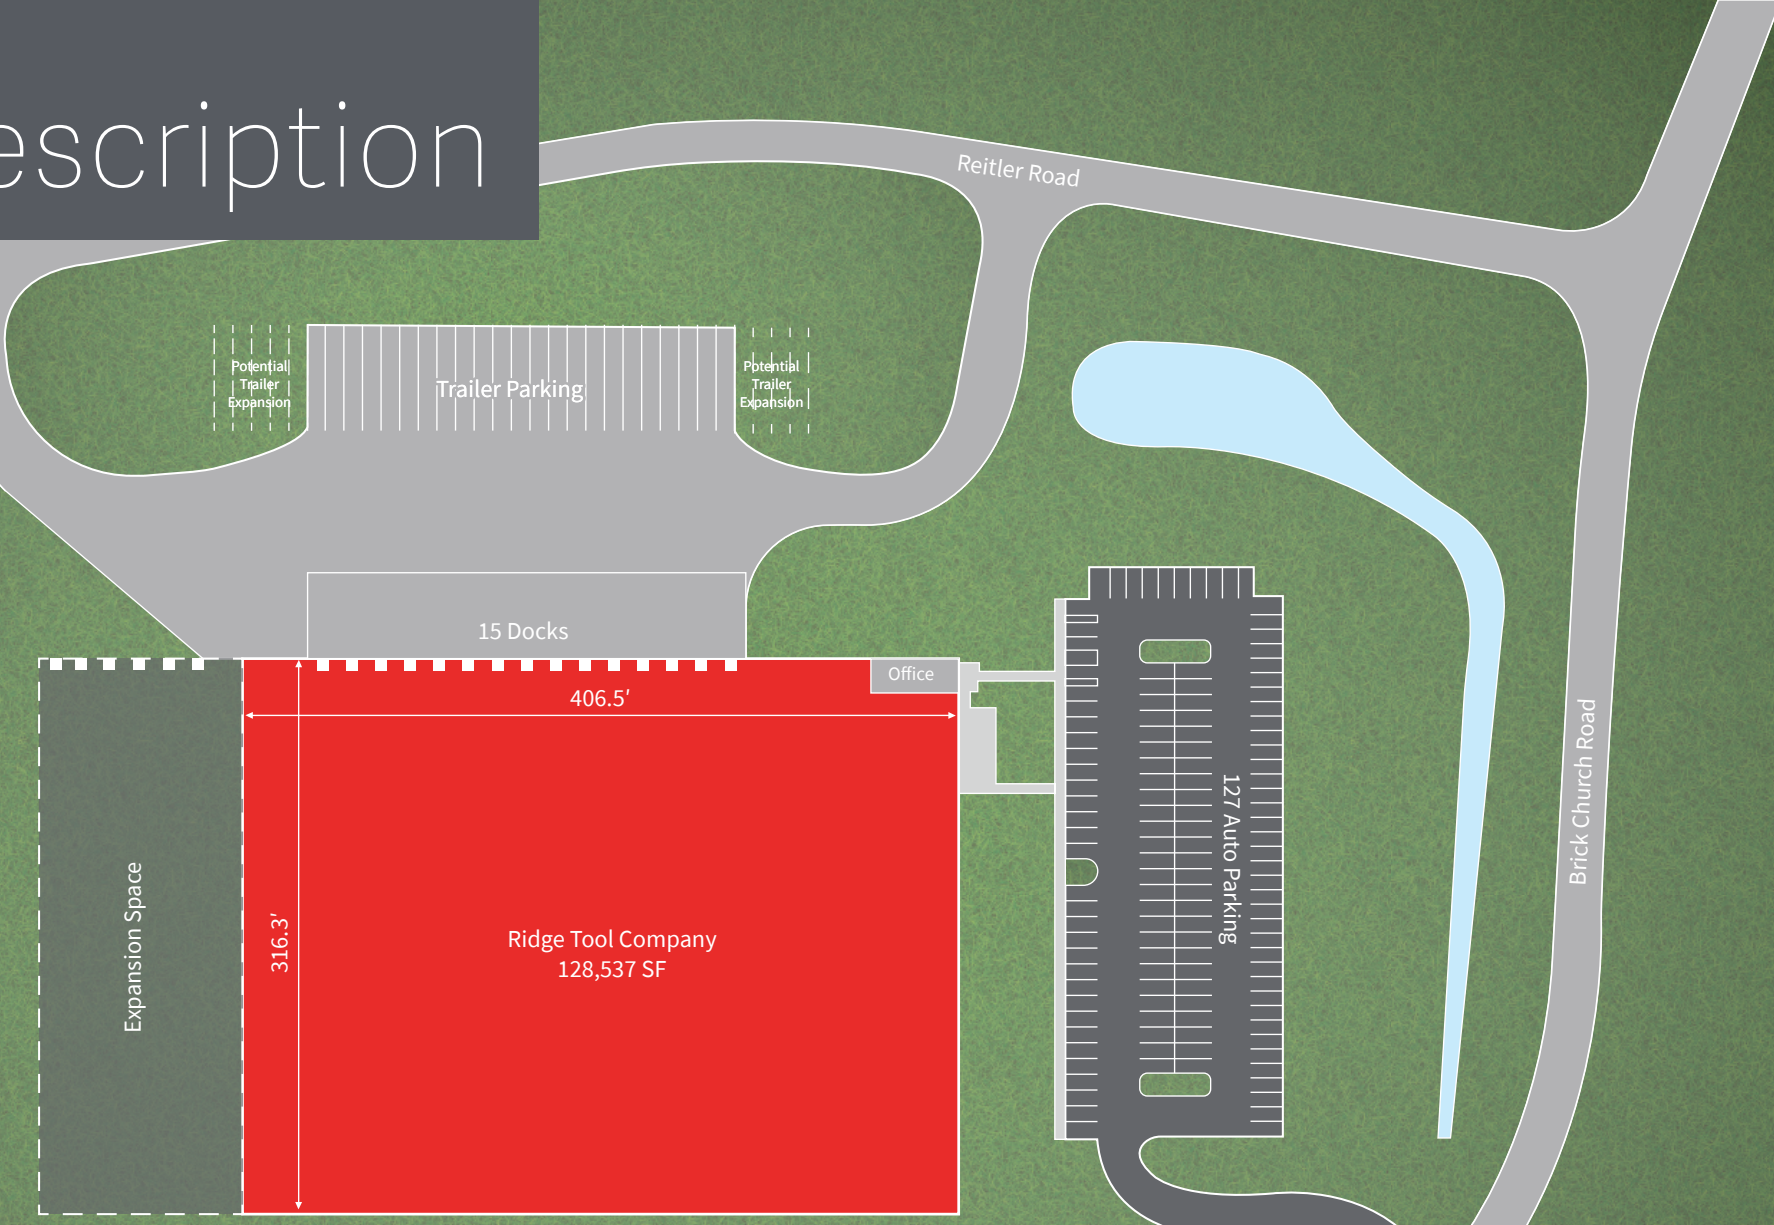 escription
Reitler Road
Potential
Trailer
Expansion
Trailer Parking
Potential
Trailer
Expansion
15 Docks
Office
406.5'
316.3'
Ridge Tool Company
128,537 SF
Expansion Space
127 Auto Parking
Brick Church Road